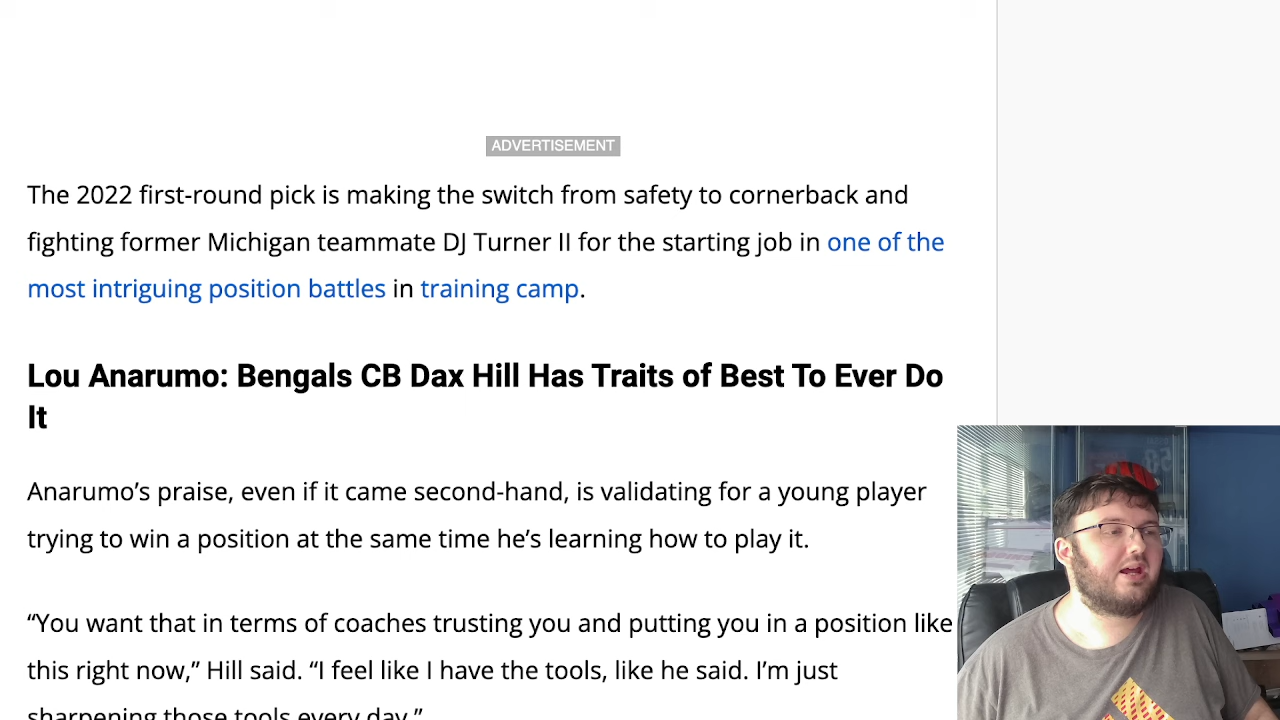 ADVERTISEMENT
The 2022 first-round pick is making the switch from safety to cornerback and
fighting former Michigan teammate DJ Turner II for the starting job in one of the
most intriguing position battles in training camp.
Lou Anarumo: Bengals CB Dax Hill Has Traits of Best To Ever Do
It
Anarumo’s praise, even if it came second-hand, is validating for a young player
trying to win a position at the same time he’s learning how to play it.
“You want that in terms of coaches trusting you and putting you in a position like
this right now,” Hill said. “I feel like I have the tools, like he said. I’m just
sharpening those tools every day.”